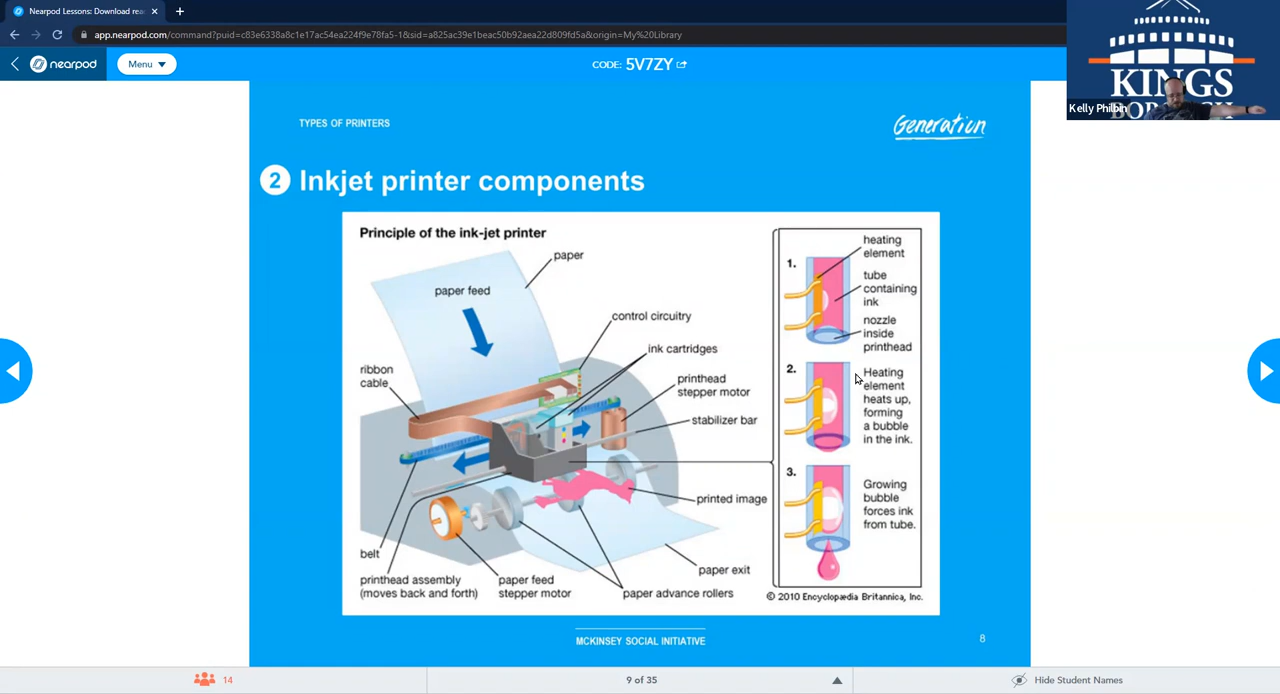 Nearpod Lessons: Download rea
app.nearpod.com/command?puid=c83e6338a8c1e17ac54ea224f9e78fa5-1&sid=a825ac39e1beac50b92aea22d809fd5a&origin=My%20Library
nearpod
Menu
CODE: 5V7ZY
KINGS
Kelly Philbin
TYPES OF PRINTERS
Generation
2 Inkjet printer components
Principle of the ink-jet printer
paper
paper feed
control circuitry
ink cartridges
ribbon
cable
printhead
stepper motor
stabilizer bar
printed image
belt
paper exit
printhead assembly
(moves back and forth)
paper feed
stepper motor
paper advance rollers
1.
heating
element
tube
containing
ink
nozzle
inside
printhead
2.
Heating
element
heats up,
forming
a bubble
in the ink.
3.
Growing
bubble
forces ink
from tube.
© 2010 Encyclopædia Britannica, Inc.
MCKINSEY SOCIAL INITIATIVE
8
14
9 of 35
Hide Student Names